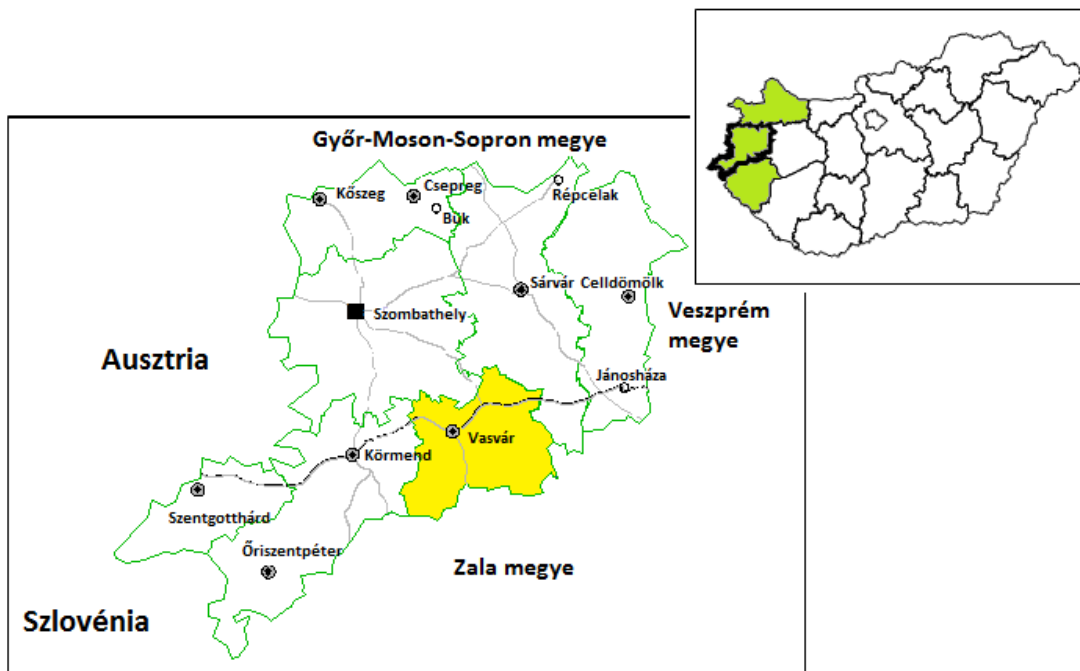 Győr-Moson-Sopron megye
Kőszeg
Csepreg
Bük
Répcelak
Sárvár
Celldömölk
Szombathely
Veszprém
megye
Ausztria
Jánosháza
Vasvár
Körmend
Szentgotthárd
Őriszentpéter
Zala megye
Szlovénia